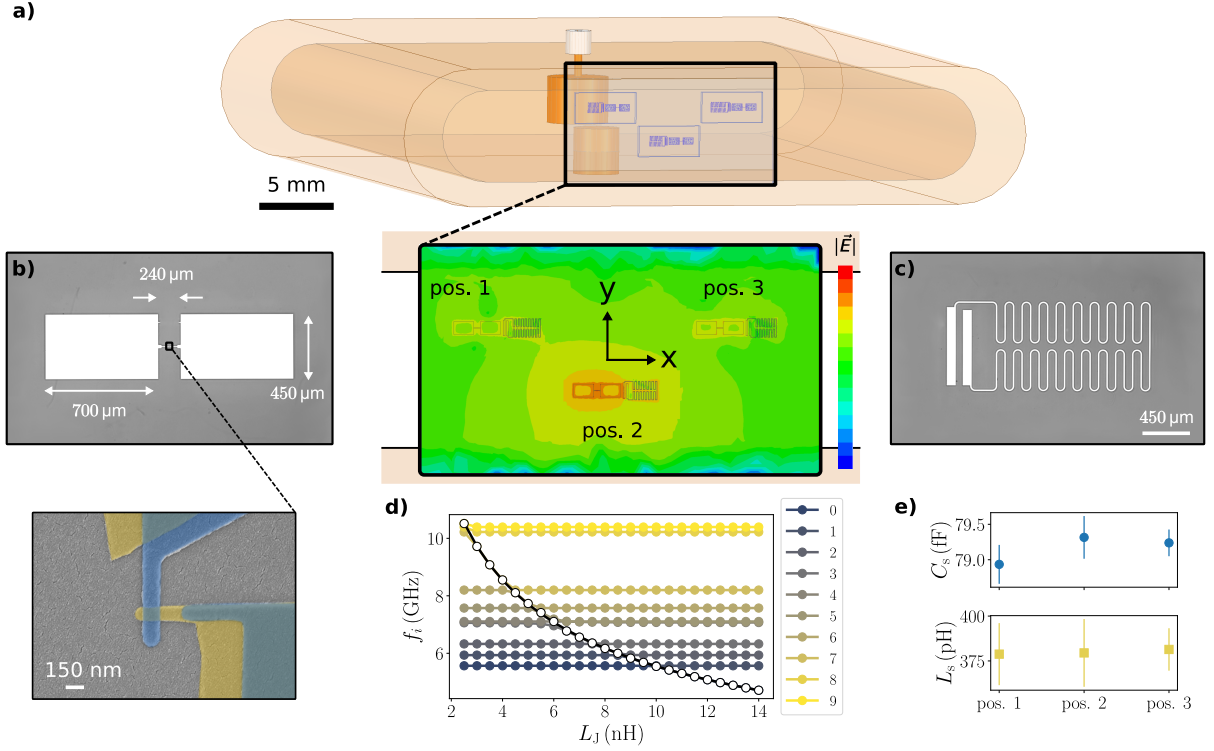 a)
5 mm
b)
240 μm
700 μm
450 μm
150 nm
|E⃗|
pos. 1
pos. 3
y
x
pos. 2
c)
450 μm
d)
10
8
6
f_i (GHz)
2
4
6
8
10
12
14
L_J (nH)
0
1
2
3
4
5
6
7
8
9
e)
79.5
79.0
C_s (fF)
400
375
L_s (pH)
pos. 1
pos. 2
pos. 3